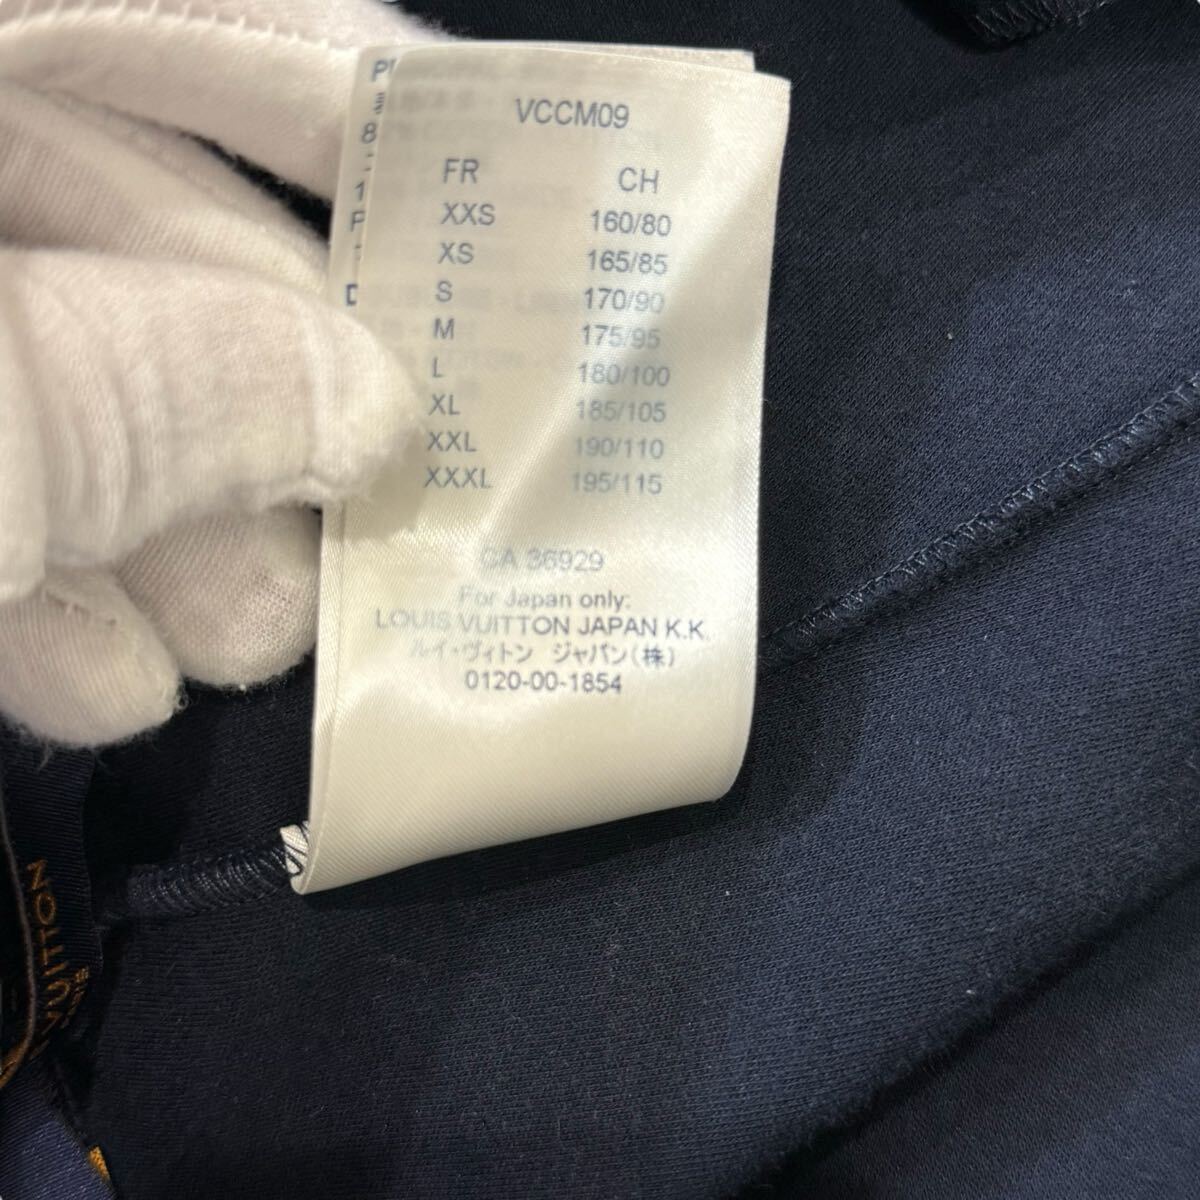 VCCM09
FR CH
XXS 160/80
XS 165/85
S 170/90
M 175/95
L 180/100
XL 185/105
XXL 190/110
XXXL 195/115
CA 36929
For Japan only:
LOUIS VUITTON JAPAN K.K.
ルイ・ヴィトン ジャパン(株)
0120-00-1854
VUITTON